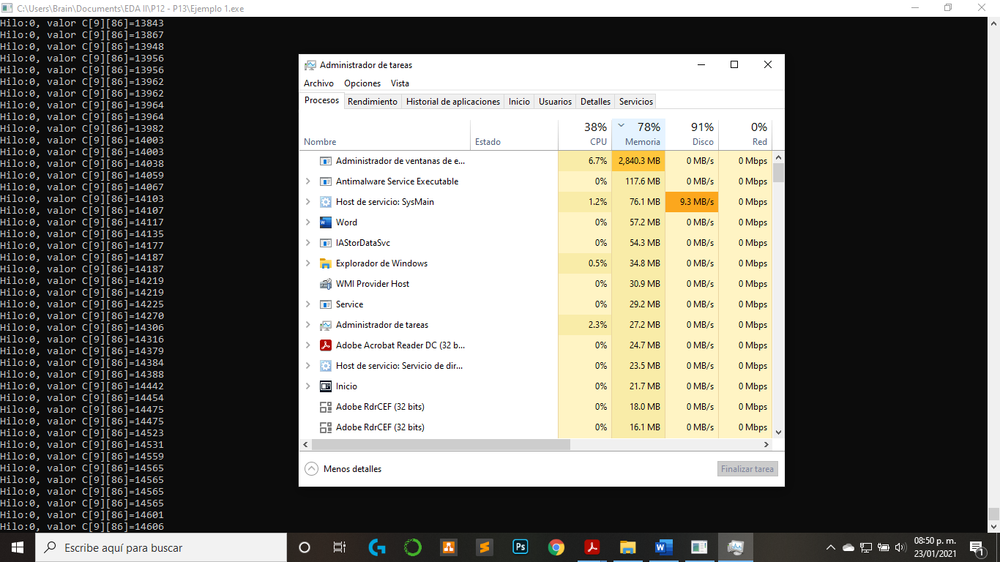 C:\Users\Brain\Documents\EDA II\P12 - P13\Ejemplo 1.exe
Hilo:0, valor C[9][86]=13843
Hilo:0, valor C[9][86]=13867
Hilo:0, valor C[9][86]=13948
Hilo:0, valor C[9][86]=13956
Hilo:0, valor C[9][86]=13956
Hilo:0, valor C[9][86]=13962
Hilo:0, valor C[9][86]=13962
Hilo:0, valor C[9][86]=13964
Hilo:0, valor C[9][86]=13964
Hilo:0, valor C[9][86]=13982
Hilo:0, valor C[9][86]=14003
Hilo:0, valor C[9][86]=14003
Hilo:0, valor C[9][86]=14038
Hilo:0, valor C[9][86]=14059
Hilo:0, valor C[9][86]=14067
Hilo:0, valor C[9][86]=14103
Hilo:0, valor C[9][86]=14107
Hilo:0, valor C[9][86]=14117
Hilo:0, valor C[9][86]=14135
Hilo:0, valor C[9][86]=14177
Hilo:0, valor C[9][86]=14187
Hilo:0, valor C[9][86]=14187
Hilo:0, valor C[9][86]=14219
Hilo:0, valor C[9][86]=14219
Hilo:0, valor C[9][86]=14225
Hilo:0, valor C[9][86]=14270
Hilo:0, valor C[9][86]=14306
Hilo:0, valor C[9][86]=14316
Hilo:0, valor C[9][86]=14379
Hilo:0, valor C[9][86]=14384
Hilo:0, valor C[9][86]=14388
Hilo:0, valor C[9][86]=14442
Hilo:0, valor C[9][86]=14454
Hilo:0, valor C[9][86]=14475
Hilo:0, valor C[9][86]=14475
Hilo:0, valor C[9][86]=14523
Hilo:0, valor C[9][86]=14531
Hilo:0, valor C[9][86]=14559
Hilo:0, valor C[9][86]=14565
Hilo:0, valor C[9][86]=14565
Hilo:0, valor C[9][86]=14565
Hilo:0, valor C[9][86]=14565
Hilo:0, valor C[9][86]=14601
Hilo:0, valor C[9][86]=14606
Administrador de tareas
Archivo Opciones Vista
Procesos Rendimiento Historial de aplicaciones Inicio Usuarios Detalles Servicios
38% 78% 91% 0%
Nombre Estado CPU Memoria Disco Red
Administrador de ventanas de e... 6.7% 2,840.3 MB 0 MB/s 0 Mbps
Antimalware Service Executable 0% 117.6 MB 0 MB/s 0 Mbps
Host de servicio: SysMain 1.2% 76.1 MB 9.3 MB/s 0 Mbps
Word 0% 57.2 MB 0 MB/s 0 Mbps
IAStorDataSvc 0% 54.3 MB 0 MB/s 0 Mbps
Explorador de Windows 0.5% 34.8 MB 0 MB/s 0 Mbps
WMI Provider Host 0% 30.9 MB 0 MB/s 0 Mbps
Service 0% 29.2 MB 0 MB/s 0 Mbps
Administrador de tareas 2.3% 27.2 MB 0 MB/s 0 Mbps
Adobe Acrobat Reader DC (32 b... 0% 24.7 MB 0 MB/s 0 Mbps
Host de servicio: Servicio de dir... 0% 23.5 MB 0 MB/s 0 Mbps
Inicio 0% 21.7 MB 0 MB/s 0 Mbps
Adobe RdrCEF (32 bits) 0% 18.0 MB 0 MB/s 0 Mbps
Adobe RdrCEF (32 bits) 0% 16.1 MB 0 MB/s 0 Mbps
Menos detalles Finalizar tarea
Escribe aquí para buscar
Ps
08:50 p. m.
23/01/2021
1